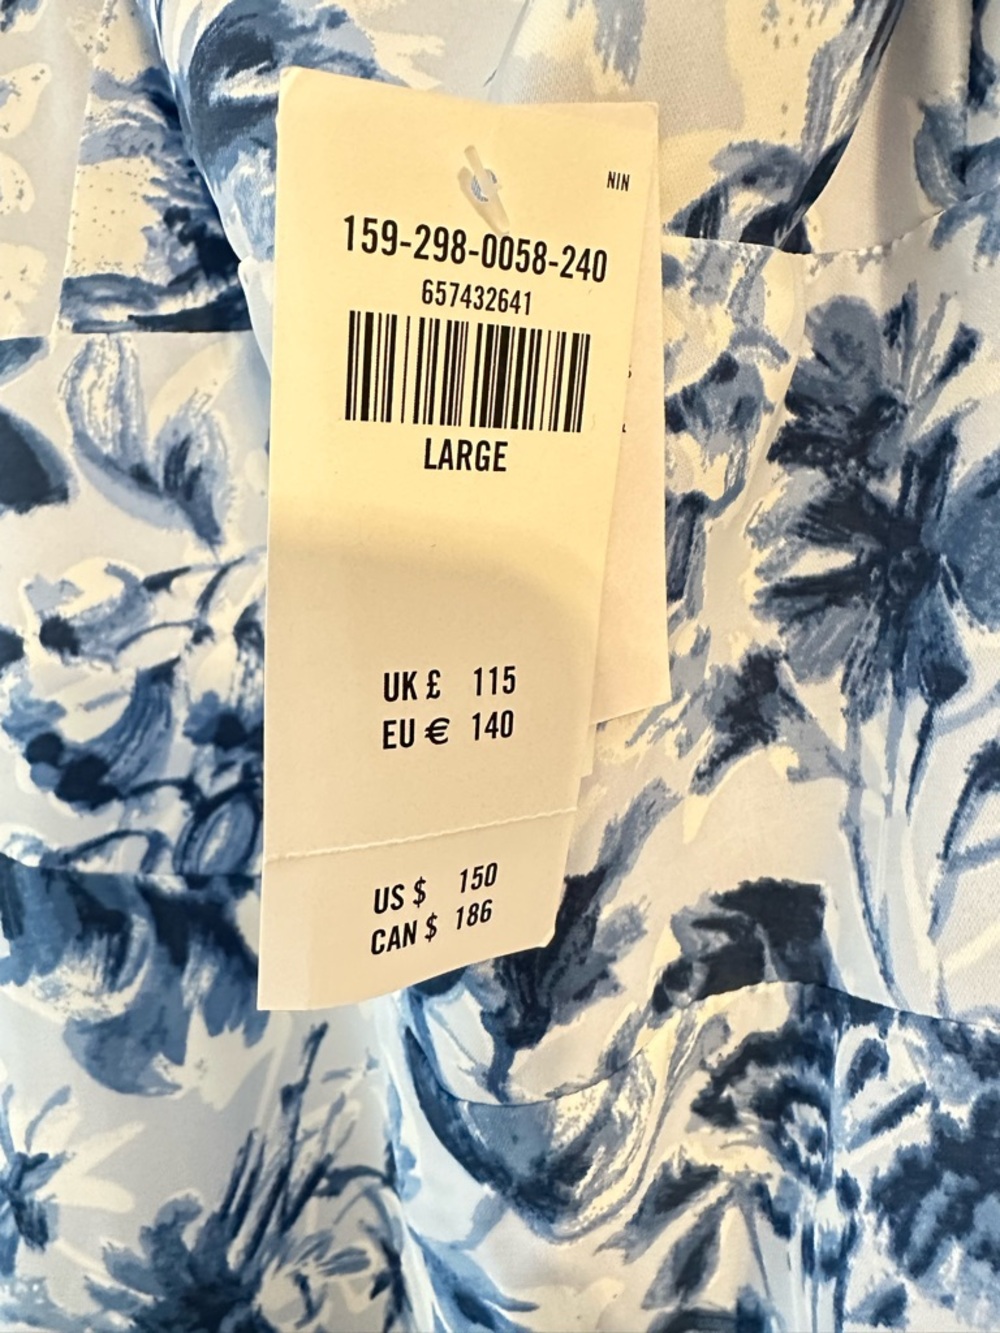 NIN
159-298-0058-240
657432641
LARGE
UK £ 115
EU € 140
US $ 150
CAN $ 186